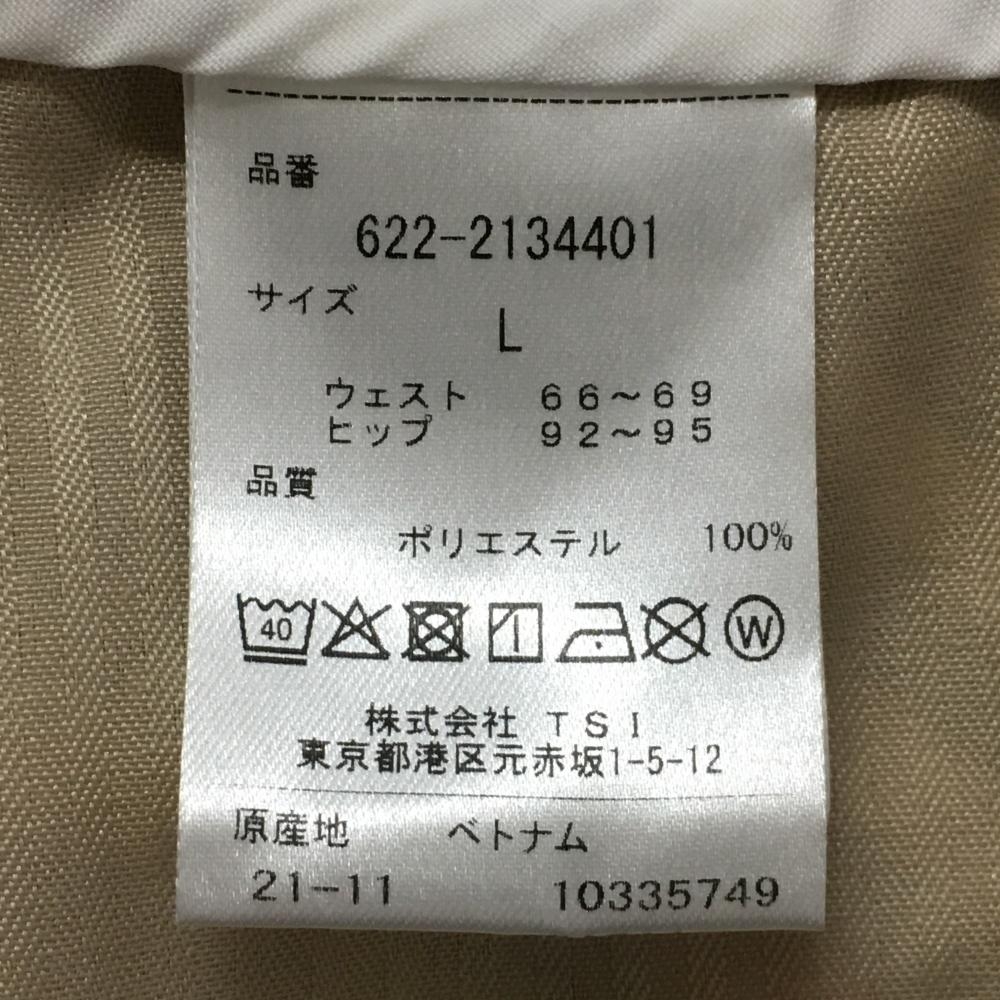 品番
622-2134401
サイズ
L
ウェスト 66～69
ヒップ 92～95
品質
ポリエステル 100%
40 W
株式会社 TSI
東京都港区元赤坂1-5-12
原産地 ベトナム
21-11 10335749